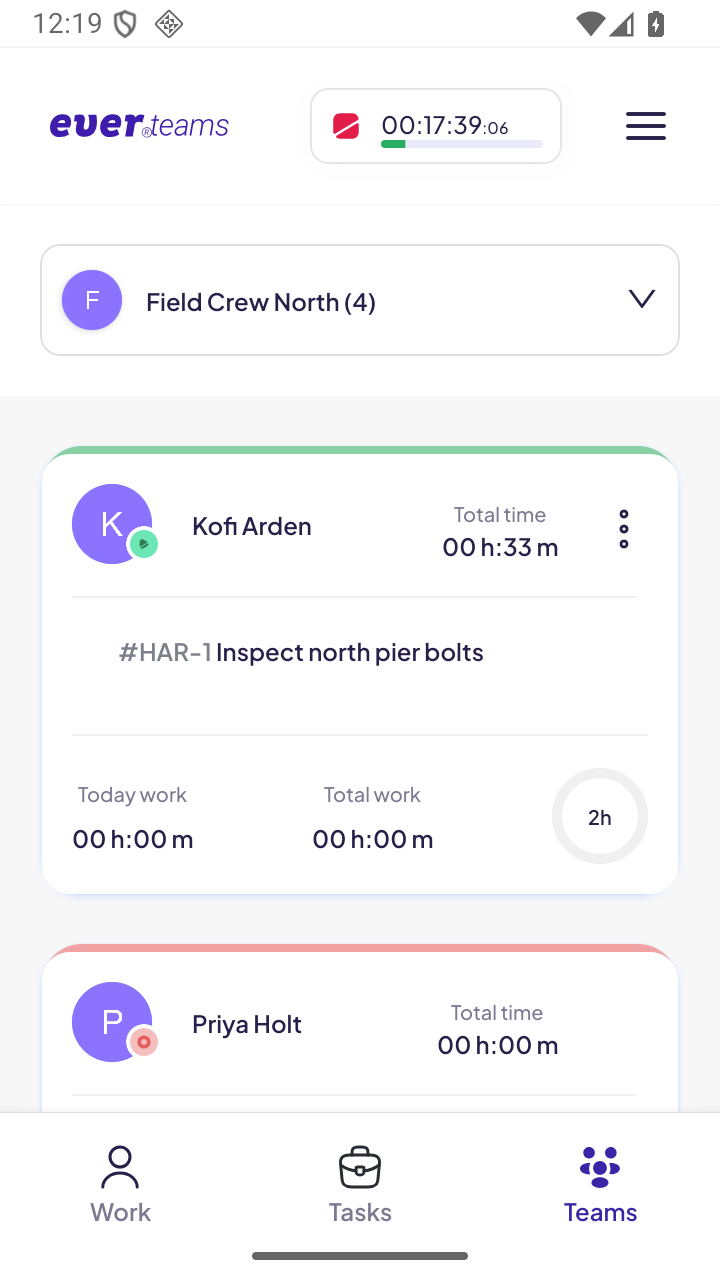 12:19
ever®teams
00:17:39:06
F
Field Crew North (4)
K
Kofi Arden
Total time
00 h:33 m
#HAR-1 Inspect north pier bolts
Today work
Total work
00 h:00 m
00 h:00 m
2h
P
Priya Holt
Total time
00 h:00 m
Work
Tasks
Teams